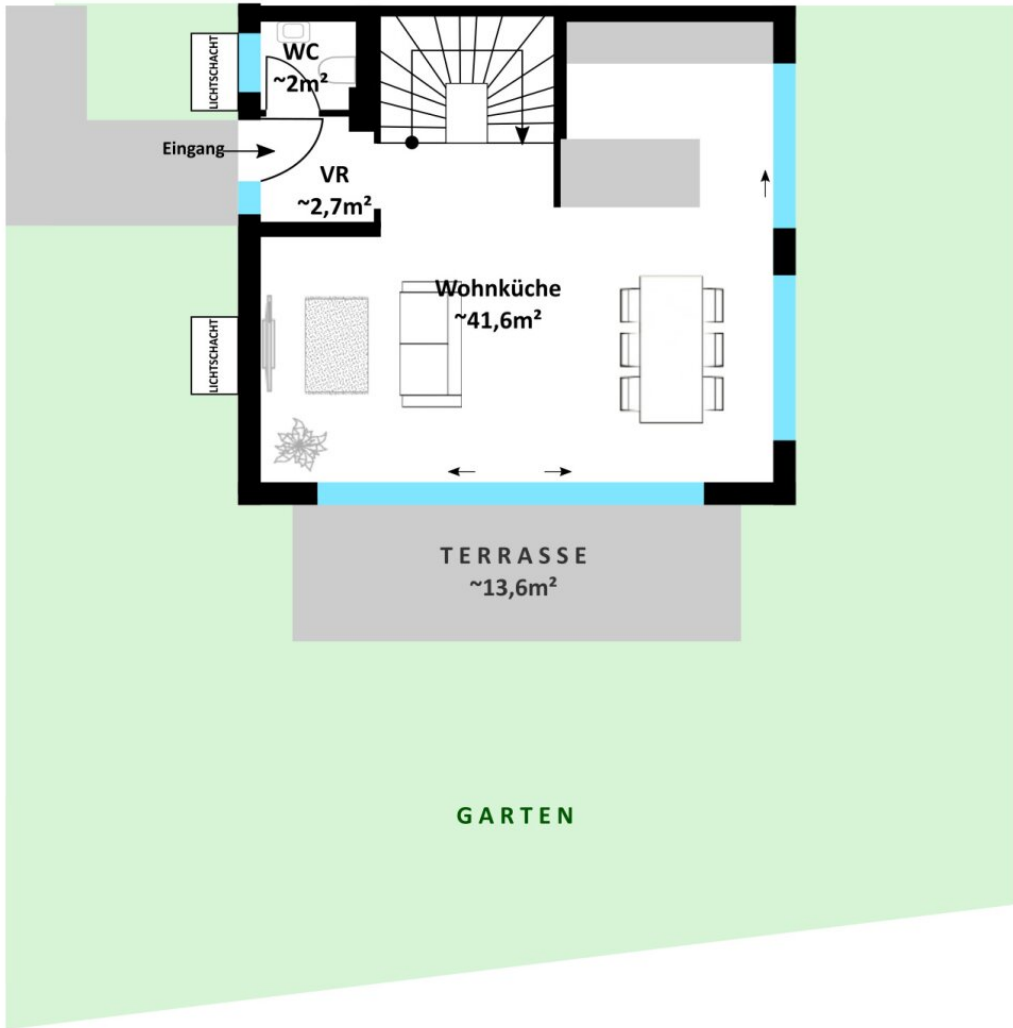 LICHTSCHACHT
WC
~2m²
Eingang
VR
~2,7m²
Wohnküche
~41,6m²
LICHTSCHACHT
TERRASSE
~13,6m²
GARTEN